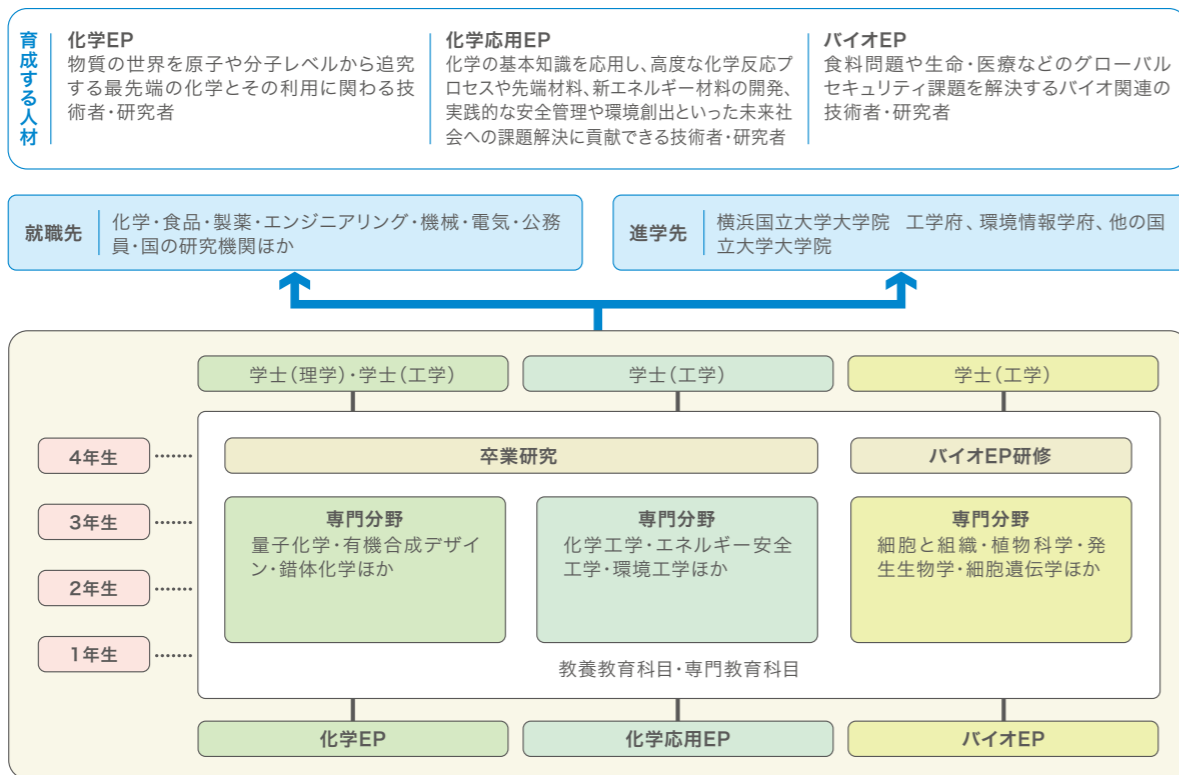 育成する人材
化学EP
物質の世界を原子や分子レベルから追究
する最先端の化学とその利用に関わる技
術者・研究者
化学応用EP
化学の基本知識を応用し、高度な化学反応プ
ロセスや先端材料、新エネルギー材料の開発、
実践的な安全管理や環境創出といった未来社
会への課題解決に貢献できる技術者・研究者
バイオEP
食料問題や生命・医療などのグローバル
セキュリティ課題を解決するバイオ関連の
技術者・研究者
就職先
化学・食品・製薬・エンジニアリング・機械・電気・公務
員・国の研究機関ほか
進学先
横浜国立大学大学院　工学府、環境情報学府、他の国
立大学大学院
学士(理学)・学士(工学)
学士(工学)
学士(工学)
4年生
卒業研究
バイオEP研修
3年生
2年生
1年生
専門分野
量子化学・有機合成デザイ
ン・錯体化学ほか
専門分野
化学工学・エネルギー安全
工学・環境工学ほか
専門分野
細胞と組織・植物科学・発
生生物学・細胞遺伝学ほか
教養教育科目・専門教育科目
化学EP
化学応用EP
バイオEP